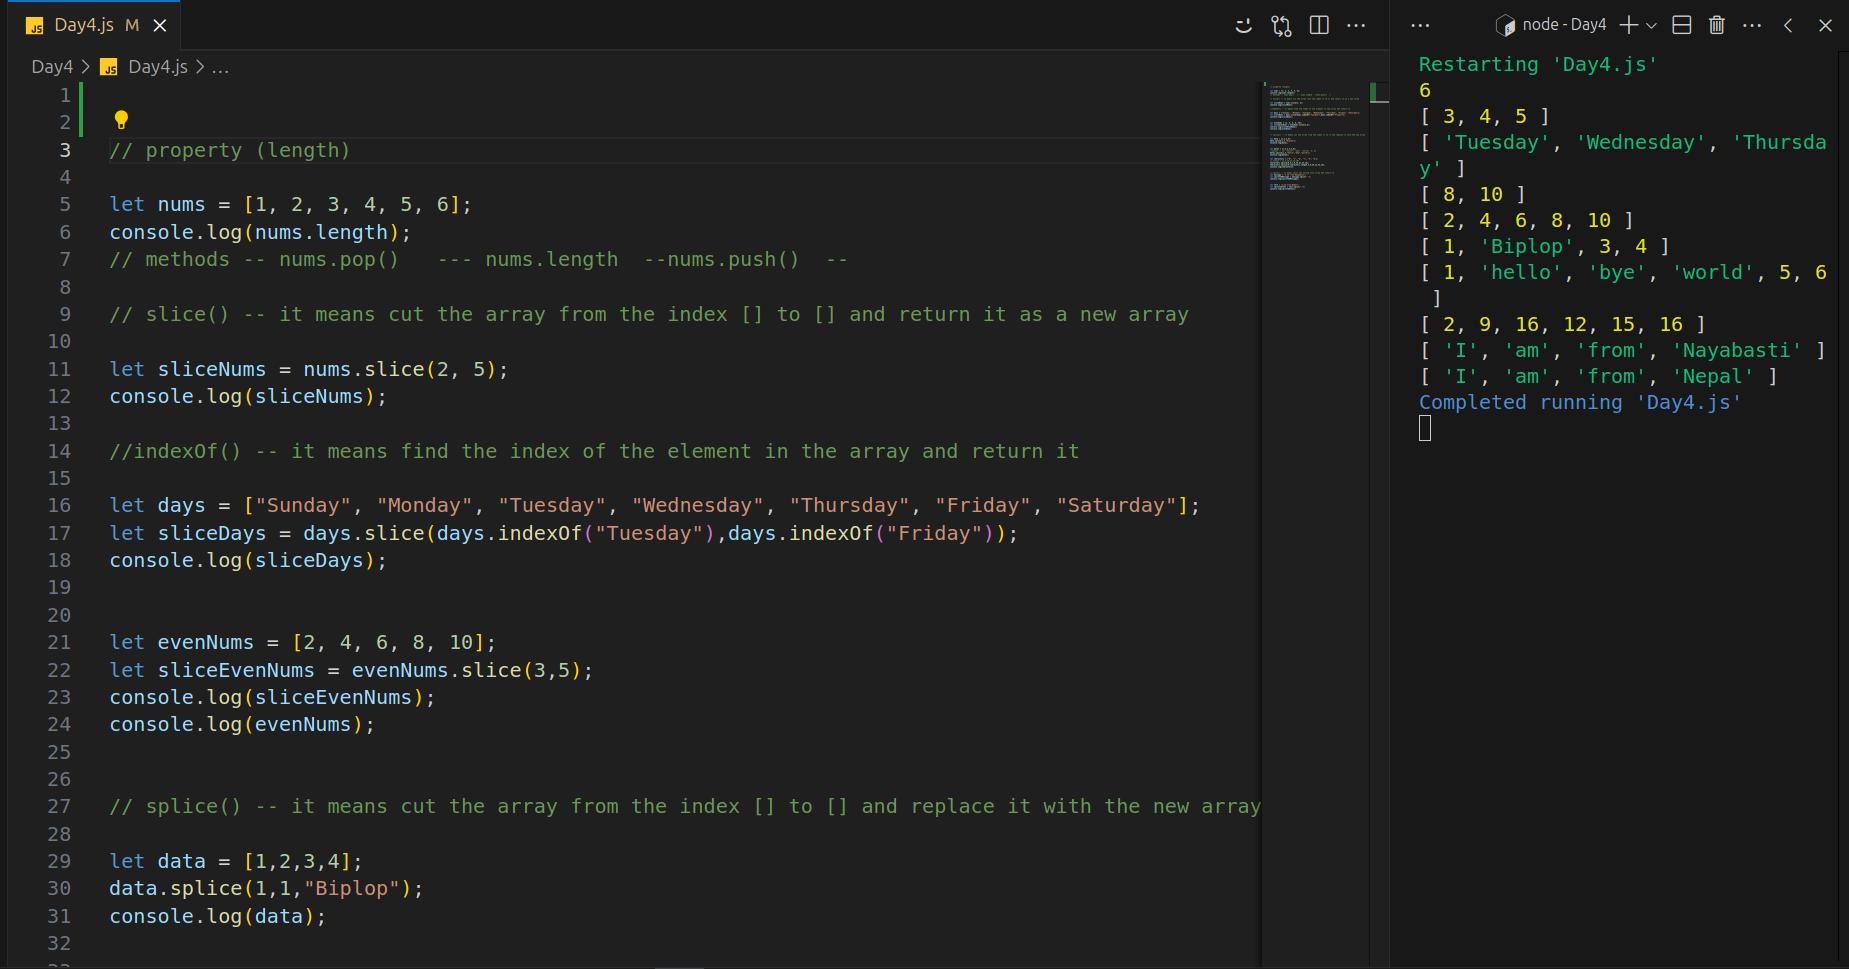 Day4.js M
Day4 > Day4.js > ...
1
2
3 // property (length)
4
5 let nums = [1, 2, 3, 4, 5, 6];
6 console.log(nums.length);
7 // methods -- nums.pop()   --- nums.length  --nums.push()  --
8
9 // slice() -- it means cut the array from the index [] to [] and return it as a new array
10
11 let sliceNums = nums.slice(2, 5);
12 console.log(sliceNums);
13
14 //indexOf() -- it means find the index of the element in the array and return it
15
16 let days = ["Sunday", "Monday", "Tuesday", "Wednesday", "Thursday", "Friday", "Saturday"];
17 let sliceDays = days.slice(days.indexOf("Tuesday"),days.indexOf("Friday"));
18 console.log(sliceDays);
19
20
21 let evenNums = [2, 4, 6, 8, 10];
22 let sliceEvenNums = evenNums.slice(3,5);
23 console.log(sliceEvenNums);
24 console.log(evenNums);
25
26
27 // splice() -- it means cut the array from the index [] to [] and replace it with the new array
28
29 let data = [1,2,3,4];
30 data.splice(1,1,"Biplop");
31 console.log(data);
32
node - Day4
Restarting 'Day4.js'
6
[ 3, 4, 5 ]
[ 'Tuesday', 'Wednesday', 'Thursda
y' ]
[ 8, 10 ]
[ 2, 4, 6, 8, 10 ]
[ 1, 'Biplop', 3, 4 ]
[ 1, 'hello', 'bye', 'world', 5, 6
 ]
[ 2, 9, 16, 12, 15, 16 ]
[ 'I', 'am', 'from', 'Nayabasti' ]
[ 'I', 'am', 'from', 'Nepal' ]
Completed running 'Day4.js'